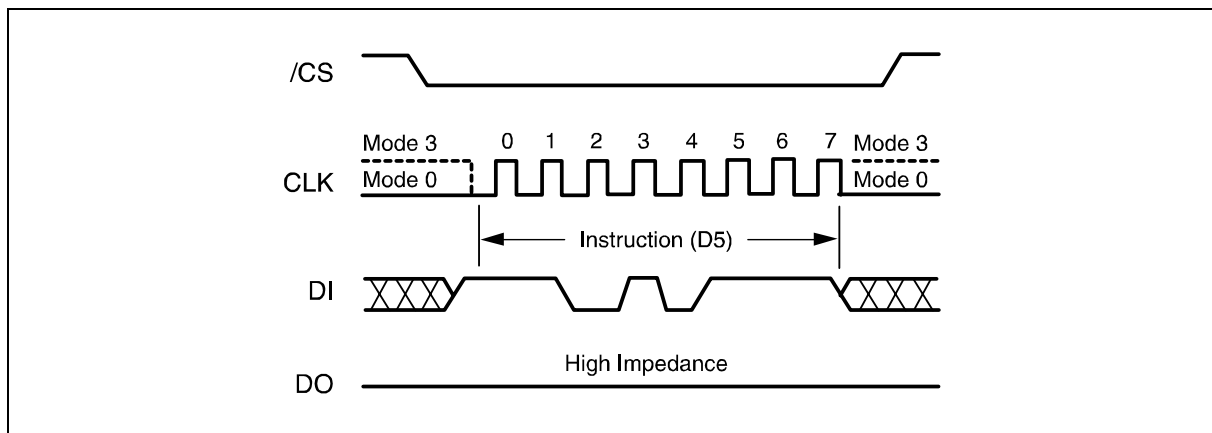 /CS
Mode 3 0 1 2 3 4 5 6 7 Mode 3
CLK Mode 0 Mode 0
Instruction (D5)
DI
High Impedance
DO